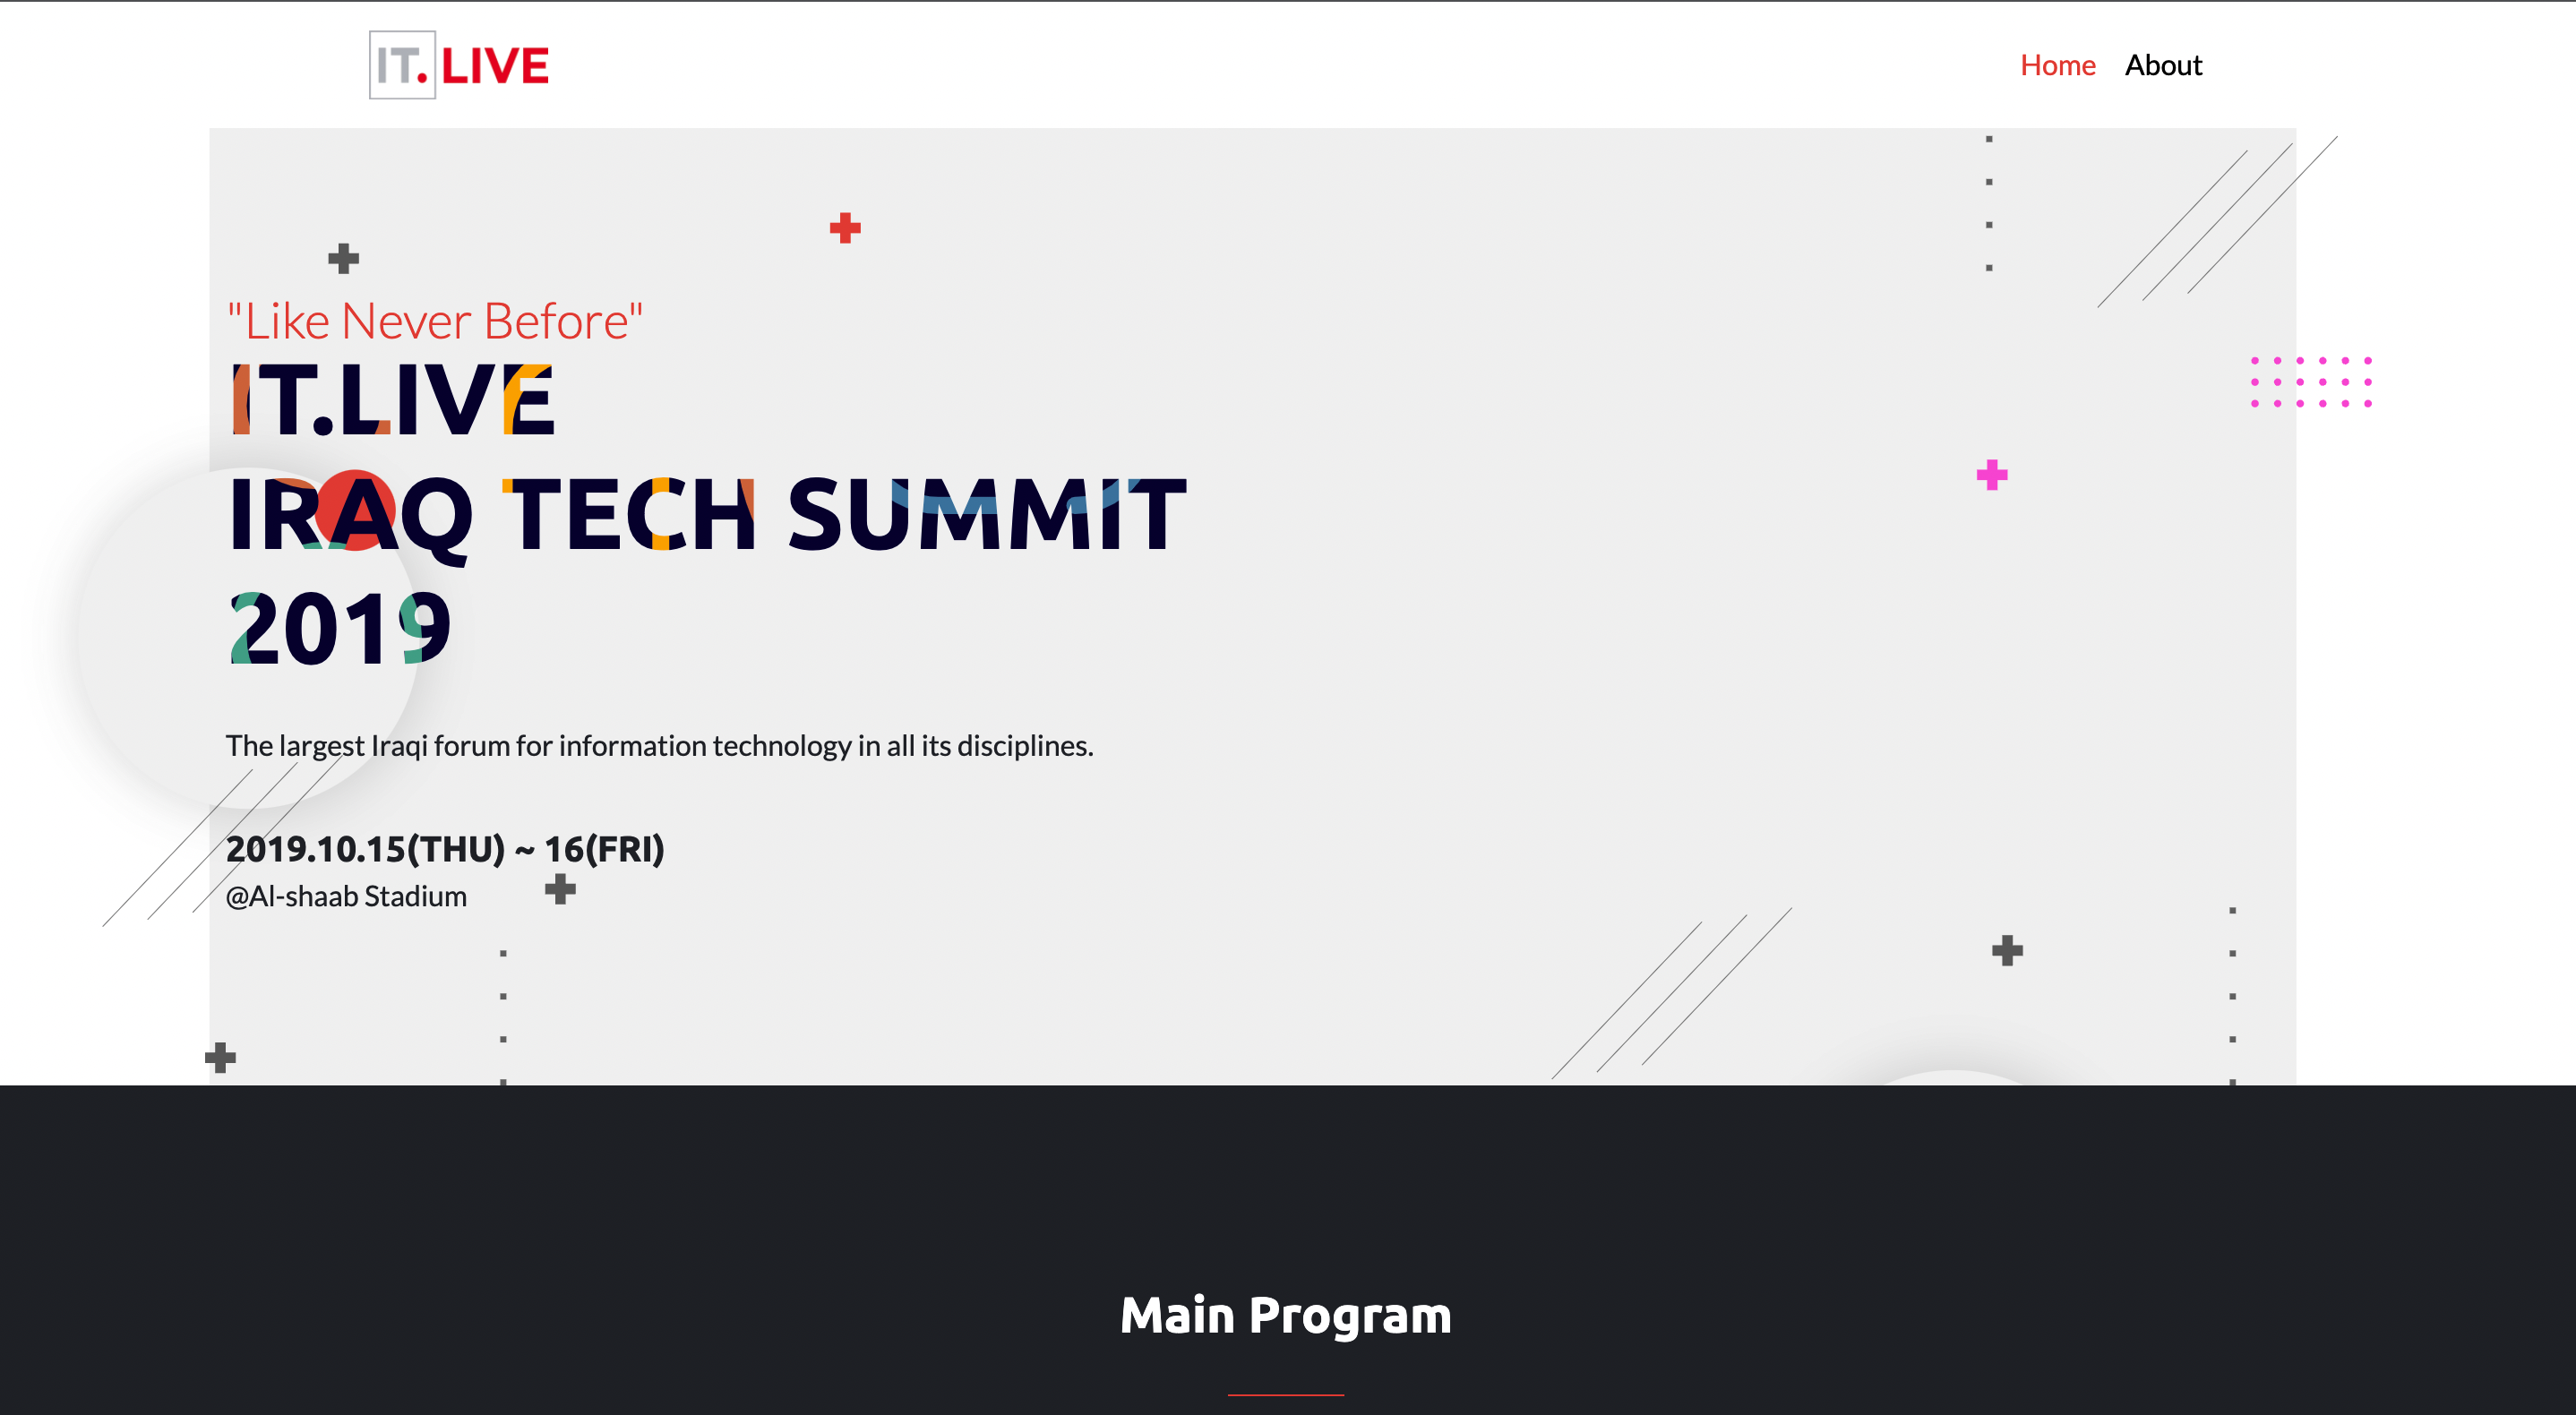 IT. LIVE
Home About
"Like Never Before"
IT.LIVE
IRAQ TECH SUMMIT
2019
The largest Iraqi forum for information technology in all its disciplines.
2019.10.15(THU) ~ 16(FRI)
@Al-shaab Stadium
Main Program